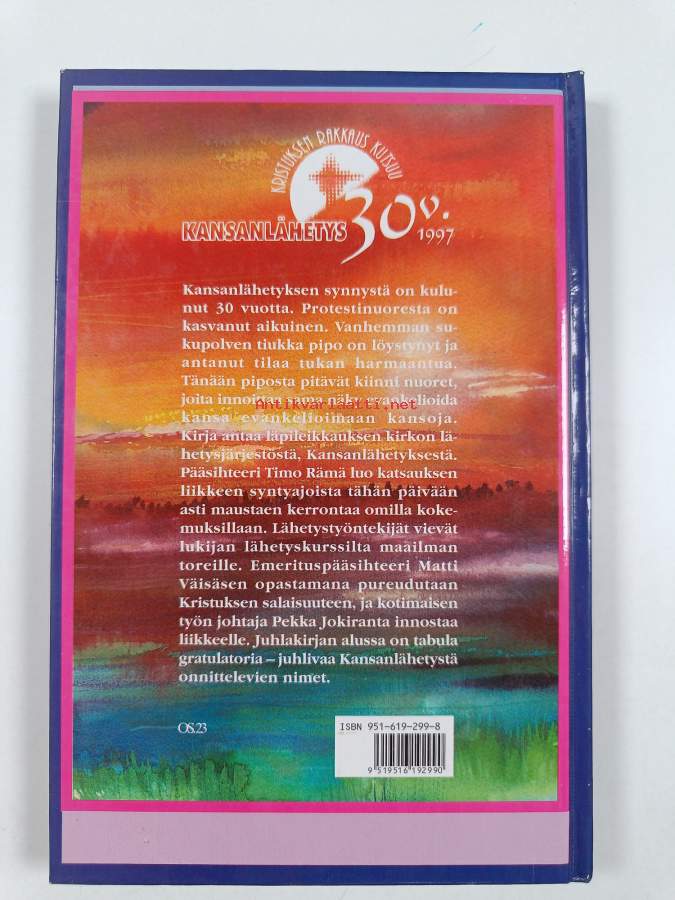 KRISTUKSEN RAKKAUS KUTSUU
KANSANLÄHETYS 30v.
1997
Kansanlähetyksen synnystä on kulu-
nut 30 vuotta. Protestinuoresta on
kasvanut aikuinen. Vanhemman su-
kupolven tiukka pipo on löystynyt ja
antanut tilaa tukan harmaantua.
Tänään piposta pitävät kiinni nuoret,
joita innoittaa sama näky evankelioida
Antikvariaatti.net
kansa evankelioimaan kansoja.
Kirja antaa läpileikkauksen kirkon lä-
hetysjärjestöstä, Kansanlähetyksestä.
Pääsihteeri Timo Rämä luo katsauksen
liikkeen syntyajoista tähän päivään
asti maustaen kerrontaa omilla koke-
muksillaan. Lähetystyöntekijät vievät
lukijan lähetyskurssilta maailman
toreille. Emerituspääsihteeri Matti
Väisäsen opastamana pureudutaan
Kristuksen salaisuuteen, ja kotimaisen
työn johtaja Pekka Jokiranta innostaa
liikkeelle. Juhlakirjan alussa on tabula
gratulatoria – juhlivaa Kansanlähetystä
onnittelevien nimet.
OS.23
ISBN 951-619-299-8
9 519516 192990